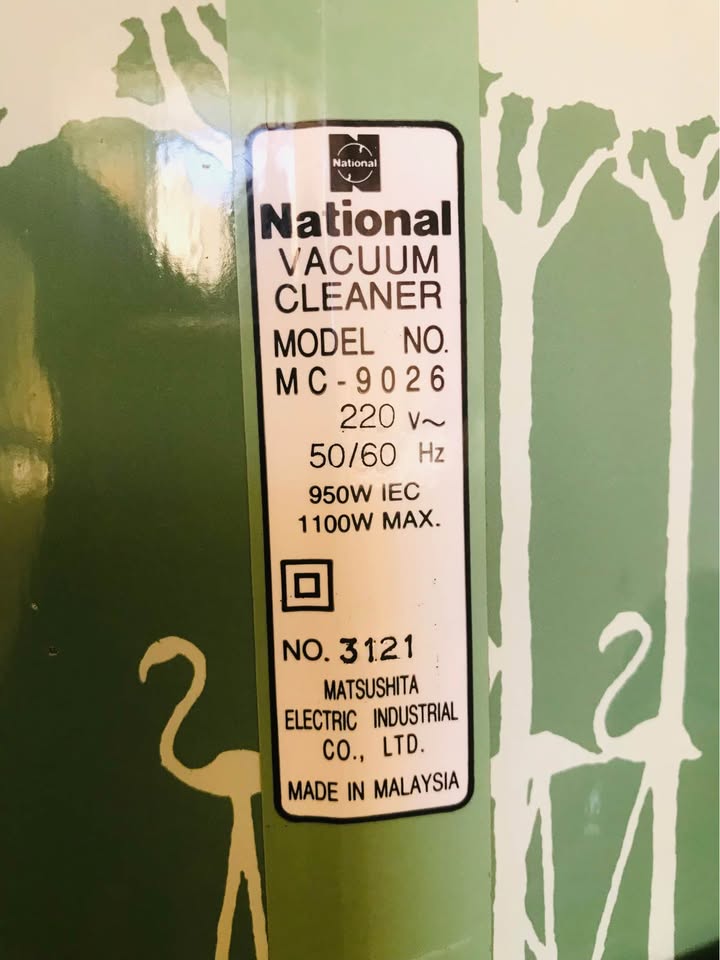 National
National
VACUUM
CLEANER
MODEL NO.
MC-9026
220 V~
50/60 Hz
950W IEC
1100W MAX.
NO. 3121
MATSUSHITA
ELECTRIC INDUSTRIAL
CO., LTD.
MADE IN MALAYSIA